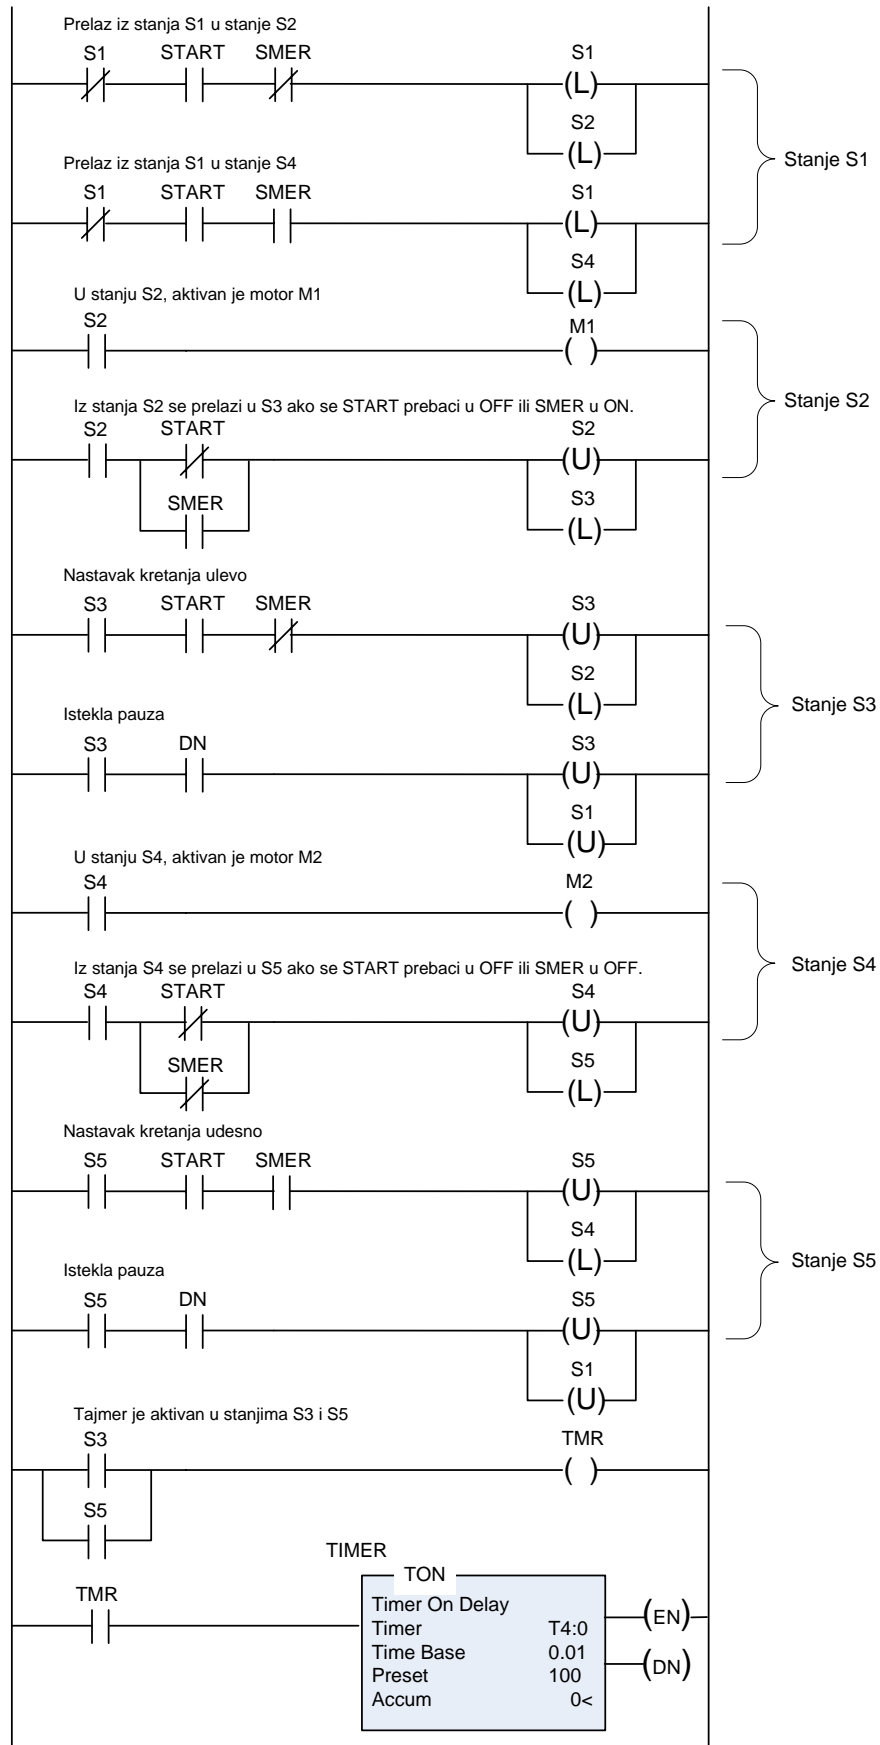 Prelaz iz stanja S1 u stanje S2
S1 START SMER S1
(L)
S2
(L)
Stanje S1
Prelaz iz stanja S1 u stanje S4
S1 START SMER S1
(L)
S4
(L)
U stanju S2, aktivan je motor M1
S2 M1
( )
Stanje S2
Iz stanja S2 se prelazi u S3 ako se START prebaci u OFF ili SMER u ON.
S2 START S2
(U)
SMER S3
(L)
Nastavak kretanja ulevo
S3 START SMER S3
(U)
S2
(L)
Stanje S3
Istekla pauza
S3 DN S3
(U)
S1
(U)
U stanju S4, aktivan je motor M2
S4 M2
( )
Stanje S4
Iz stanja S4 se prelazi u S5 ako se START prebaci u OFF ili SMER u OFF.
S4 START S4
(U)
SMER S5
(L)
Nastavak kretanja udesno
S5 START SMER S5
(U)
S4
(L)
Stanje S5
Istekla pauza
S5 DN S5
(U)
S1
(U)
Tajmer je aktivan u stanjima S3 i S5
S3 TMR
( )
S5
TIMER
TON
TMR
Timer On Delay
(EN)
Timer T4:0
Time Base 0.01
(DN)
Preset 100
Accum 0<